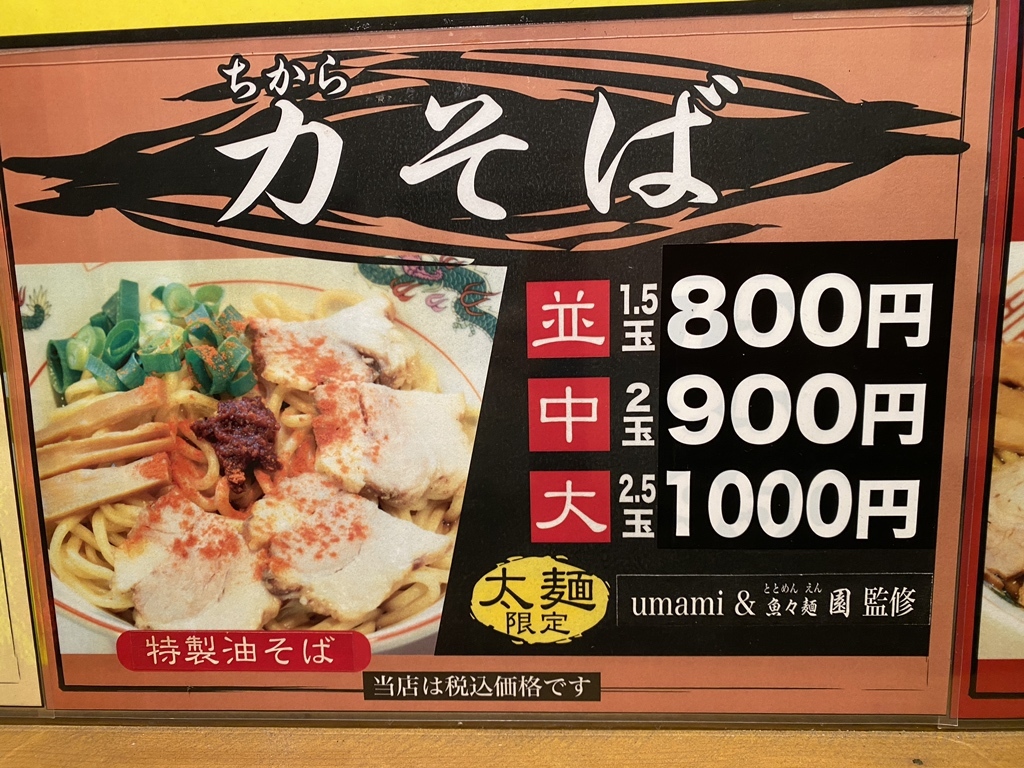 ちから
力そば
並 1.5玉 800円
中 2玉 900円
大 2.5玉 1000円
太麺
限定
ととめん えん
umami & 魚々麺 園 監修
特製油そば
当店は税込価格です